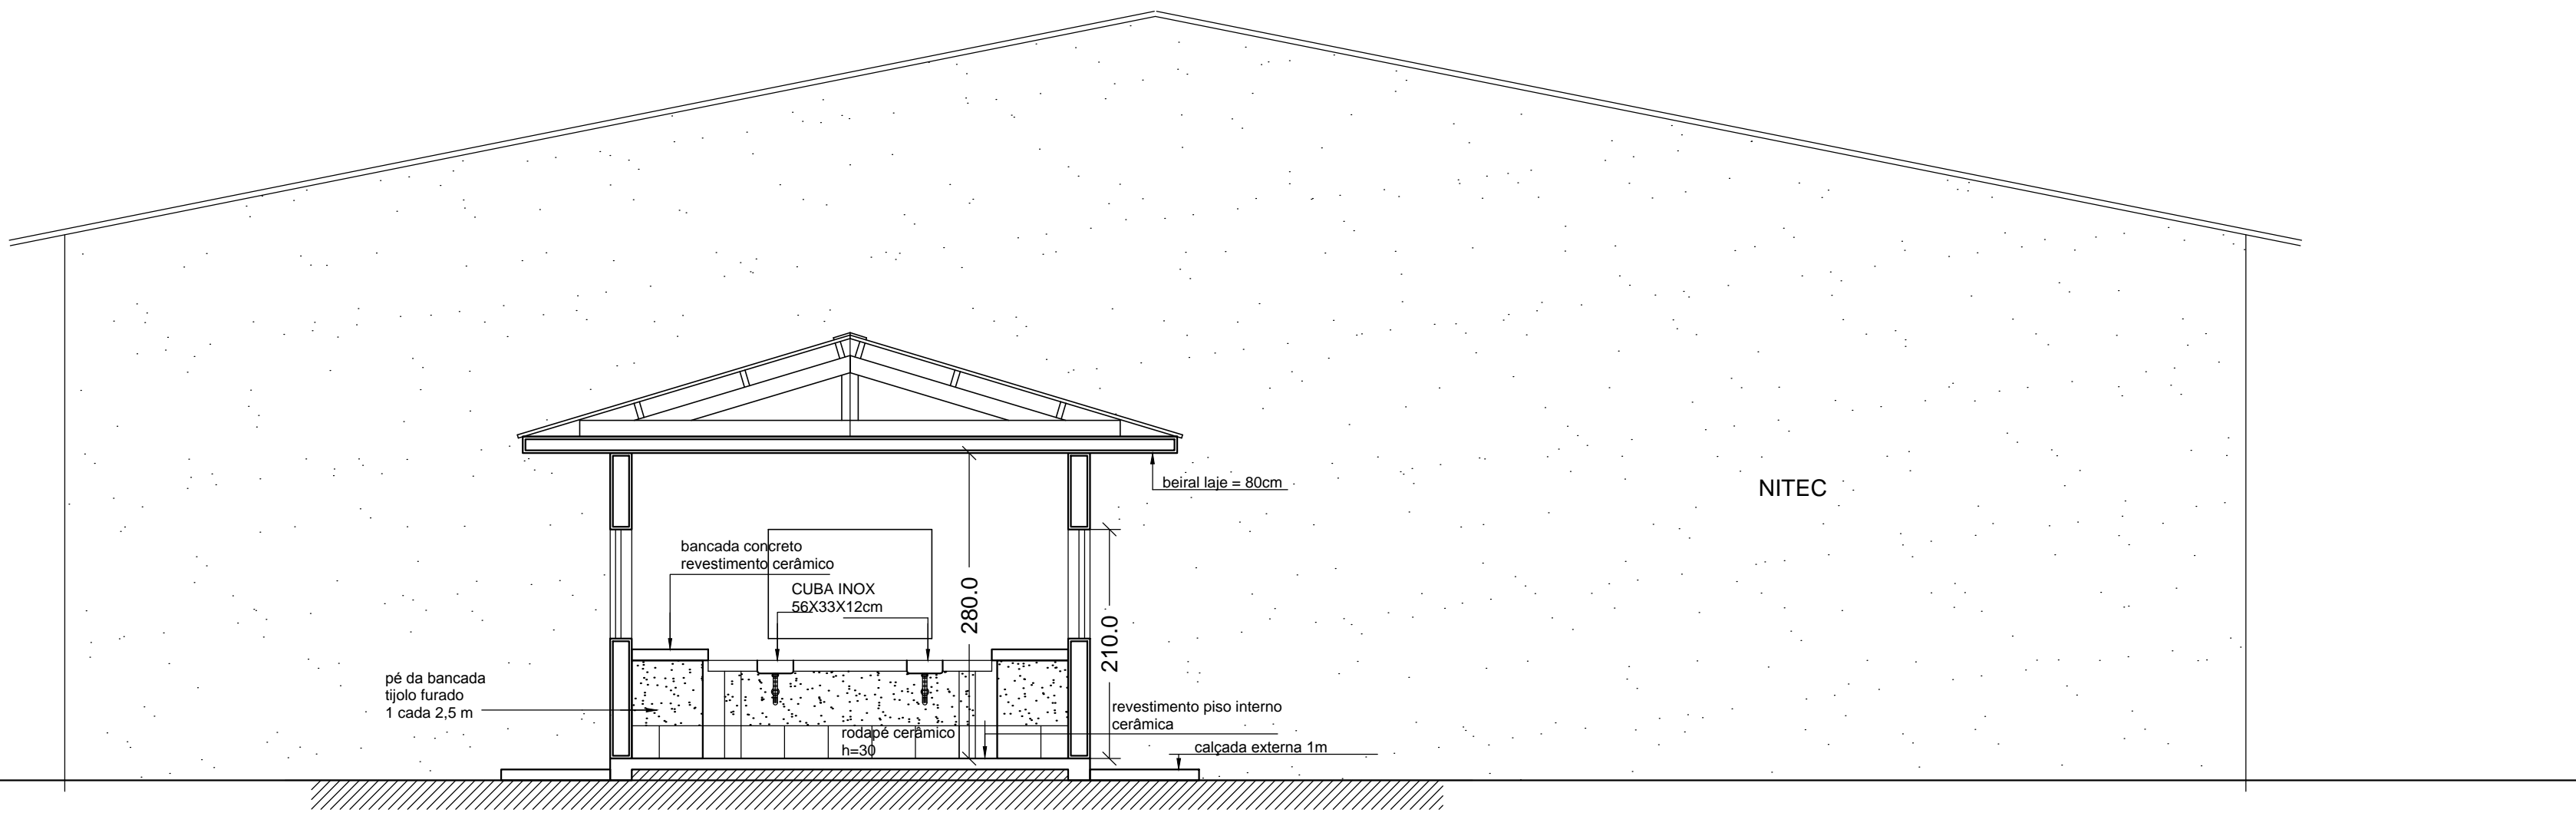 beiral laje = 80cm
NITEC
bancada concreto
revestimento cerâmico
CUBA INOX
56X33X12cm
280.0
210.0
pé da bancada
tijolo furado
1 cada 2,5 m
revestimento piso interno
cerâmica
rodapé cerâmico
h=30
calçada externa 1m